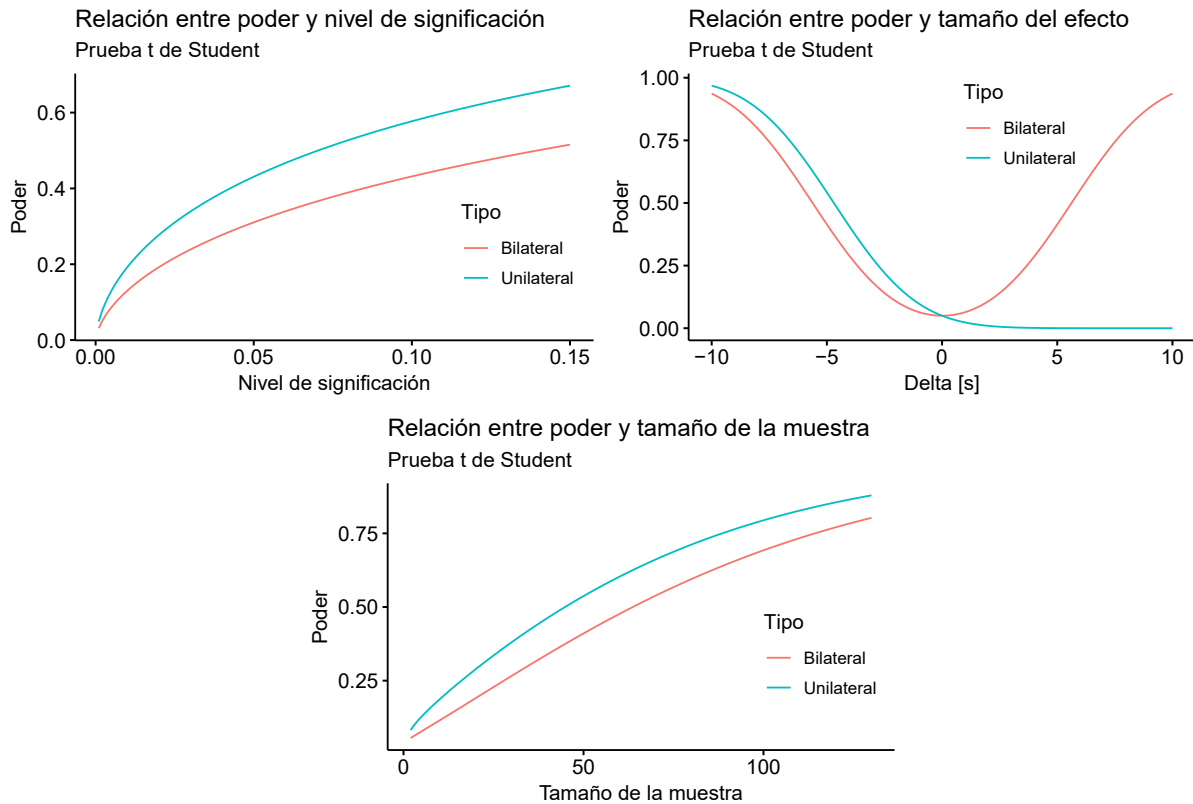 Relación entre poder y nivel de significación
Prueba t de Student
Poder
0.6
0.4
0.2
0.0
0.00
0.05
0.10
0.15
Nivel de significación
Tipo
Bilateral
Unilateral
Relación entre poder y tamaño del efecto
Prueba t de Student
Poder
1.00
0.75
0.50
0.25
0.00
−10
−5
0
5
10
Delta [s]
Tipo
Bilateral
Unilateral
Relación entre poder y tamaño de la muestra
Prueba t de Student
Poder
0.75
0.50
0.25
0
50
100
Tamaño de la muestra
Tipo
Bilateral
Unilateral